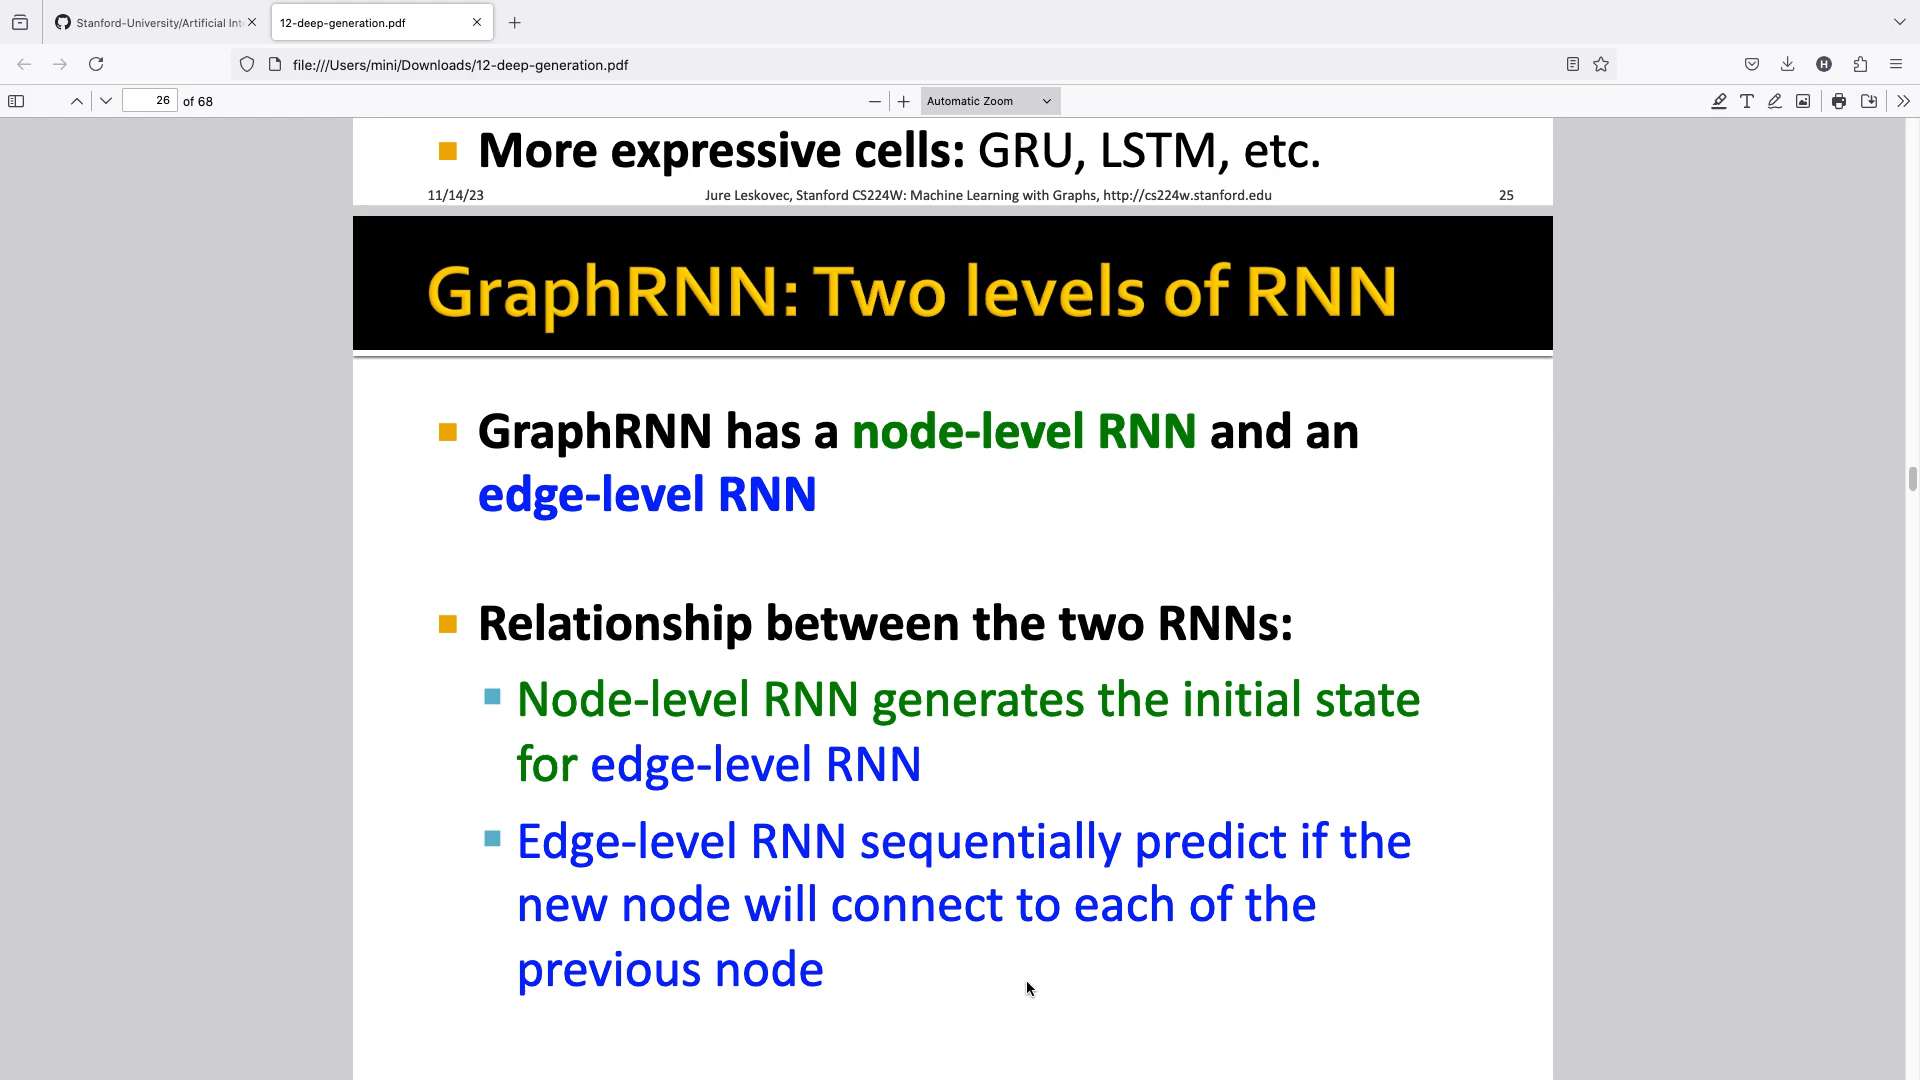 Stanford-University/Artificial Int
12-deep-generation.pdf
file:///Users/mini/Downloads/12-deep-generation.pdf
H
26 of 68
Automatic Zoom
More expressive cells: GRU, LSTM, etc.
11/14/23 Jure Leskovec, Stanford CS224W: Machine Learning with Graphs, http://cs224w.stanford.edu 25
GraphRNN: Two levels of RNN
GraphRNN has a node-level RNN and an
edge-level RNN
Relationship between the two RNNs:
Node-level RNN generates the initial state
for edge-level RNN
Edge-level RNN sequentially predict if the
new node will connect to each of the
previous node